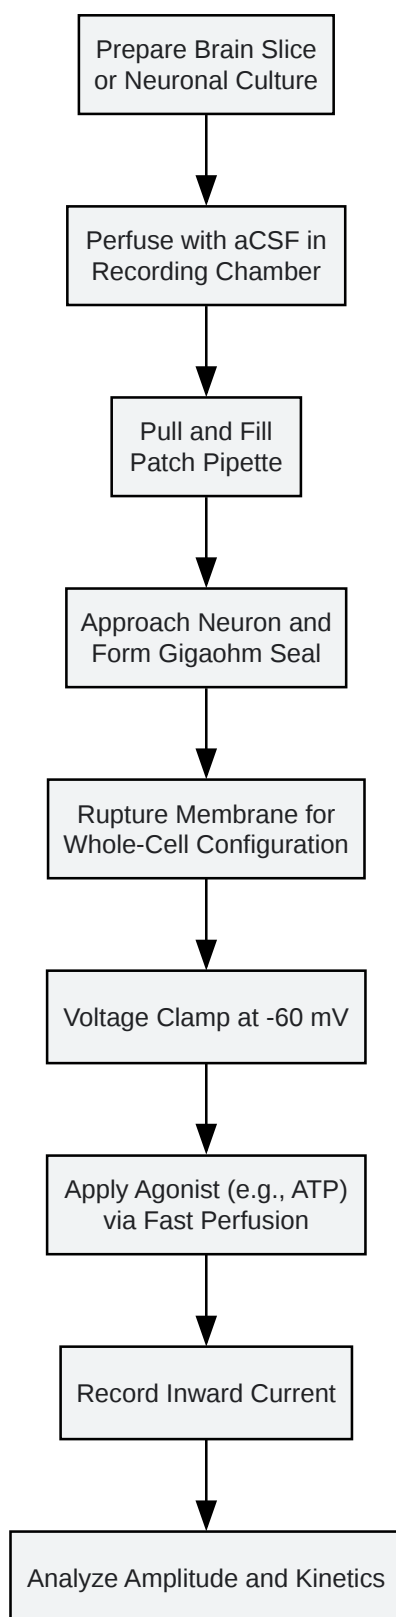 Prepare Brain Slice
or Neuronal Culture
Perfuse with aCSF in
Recording Chamber
Pull and Fill
Patch Pipette
Approach Neuron and
Form Gigaohm Seal
Rupture Membrane for
Whole-Cell Configuration
Voltage Clamp at -60 mV
Apply Agonist (e.g., ATP)
via Fast Perfusion
Record Inward Current
Analyze Amplitude and Kinetics